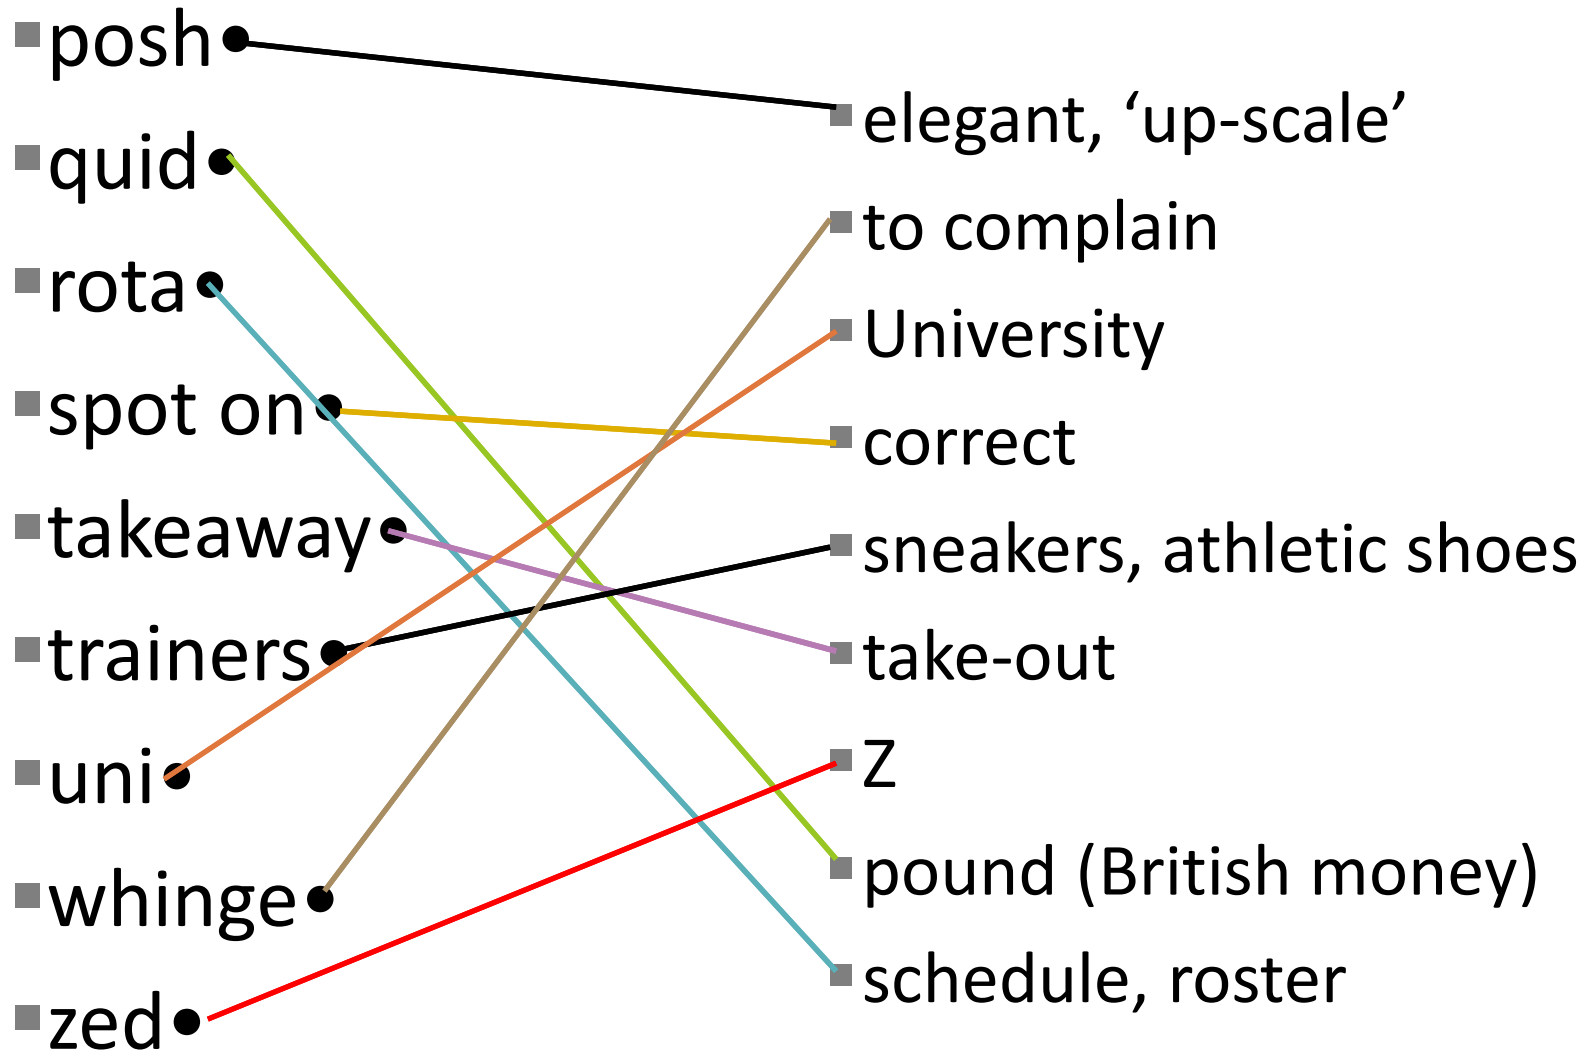 posh
quid
rota
spot on
takeaway
trainers
uni
whinge
zed
elegant, ‘up-scale’
to complain
University
correct
sneakers, athletic shoes
take-out
Z
pound (British money)
schedule, roster